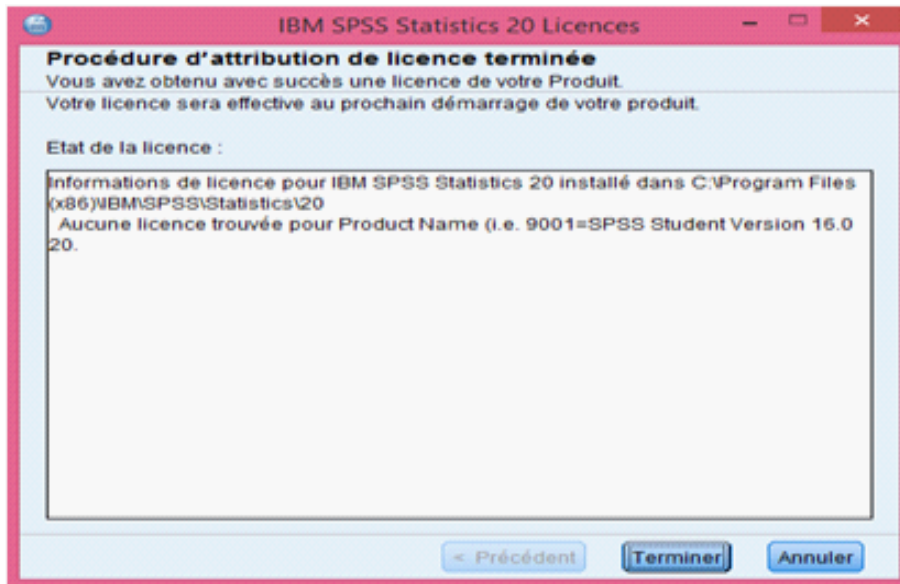 IBM SPSS Statistics 20 Licences
Procédure d'attribution de licence terminée
Vous avez obtenu avec succès une licence de votre Produit.
Votre licence sera effective au prochain démarrage de votre produit.
Etat de la licence :
Informations de licence pour IBM SPSS Statistics 20 installé dans C:\Program Files
(x86)\IBM\SPSS\Statistics\20
Aucune licence trouvée pour Product Name (i.e. 9001=SPSS Student Version 16.0
20.
< Précédent
Terminer
Annuler